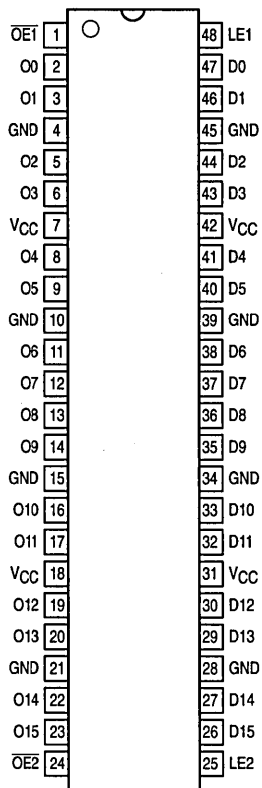 O̅E̅1̅ 1 48 LE1
O0 2 47 D0
O1 3 46 D1
GND 4 45 GND
O2 5 44 D2
O3 6 43 D3
VCC 7 42 VCC
O4 8 41 D4
O5 9 40 D5
GND 10 39 GND
O6 11 38 D6
O7 12 37 D7
O8 13 36 D8
O9 14 35 D9
GND 15 34 GND
O10 16 33 D10
O11 17 32 D11
VCC 18 31 VCC
O12 19 30 D12
O13 20 29 D13
GND 21 28 GND
O14 22 27 D14
O15 23 26 D15
O̅E̅2̅ 24 25 LE2